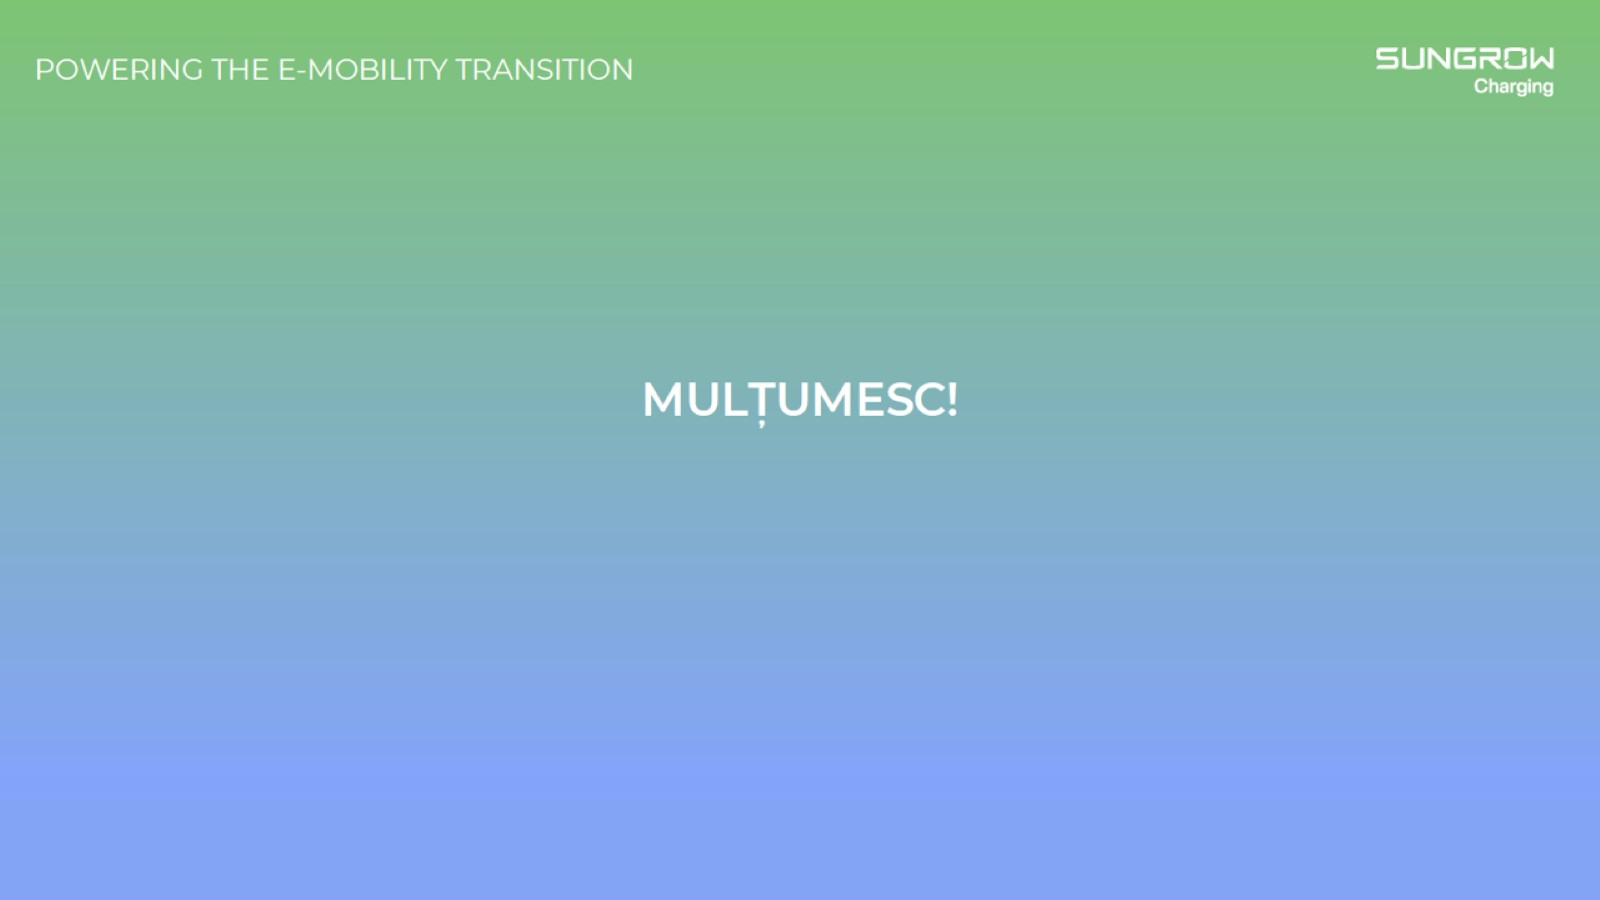 POWERING THE E-MOBILITY TRANSITION
SUNGROW
Charging
MULȚUMESC!